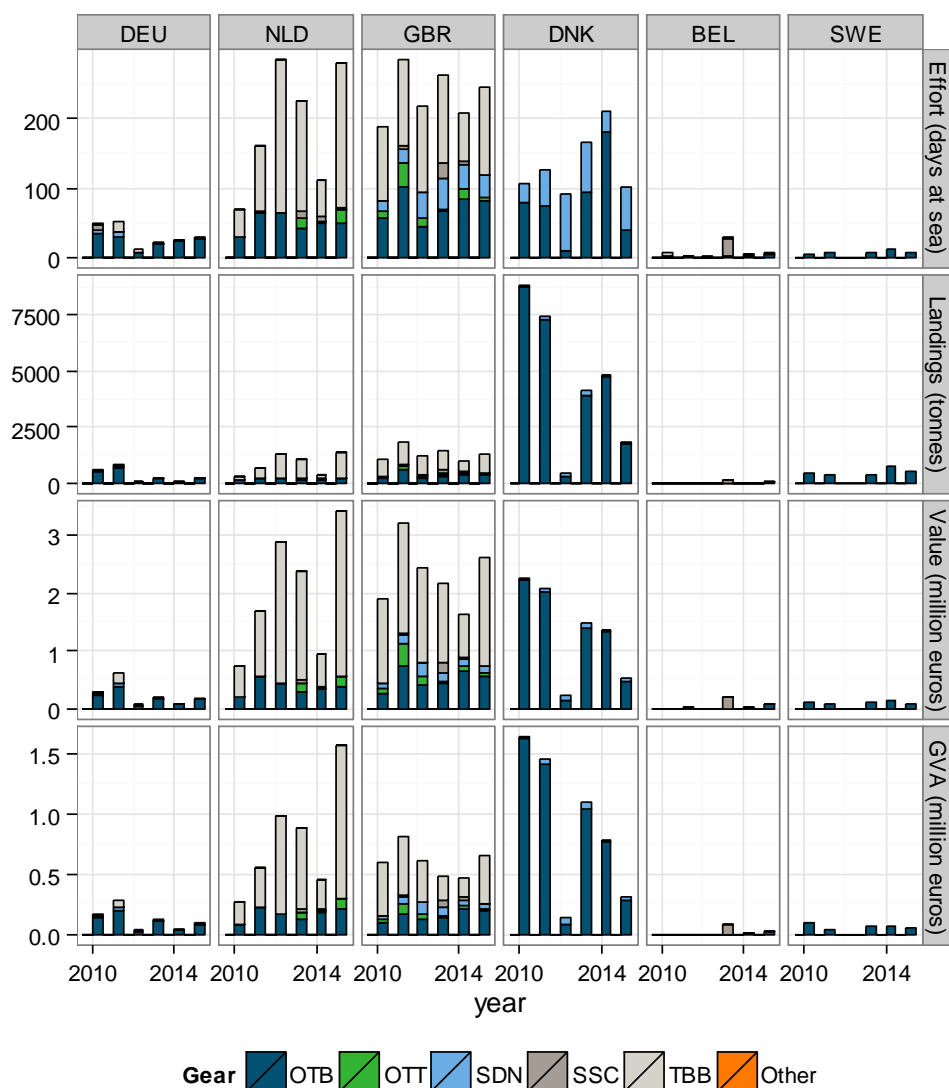 DEU NLD GBR DNK BEL SWE
200
100
0
Effort (days at sea)
7500
5000
2500
0
Landings (tonnes)
3
2
1
0
Value (million euros)
1.5
1.0
0.5
0.0
GVA (million euros)
2010 2014 2010 2014 2010 2014 2010 2014 2010 2014 2010 2014
year
Gear OTB OTT SDN SSC TBB Other